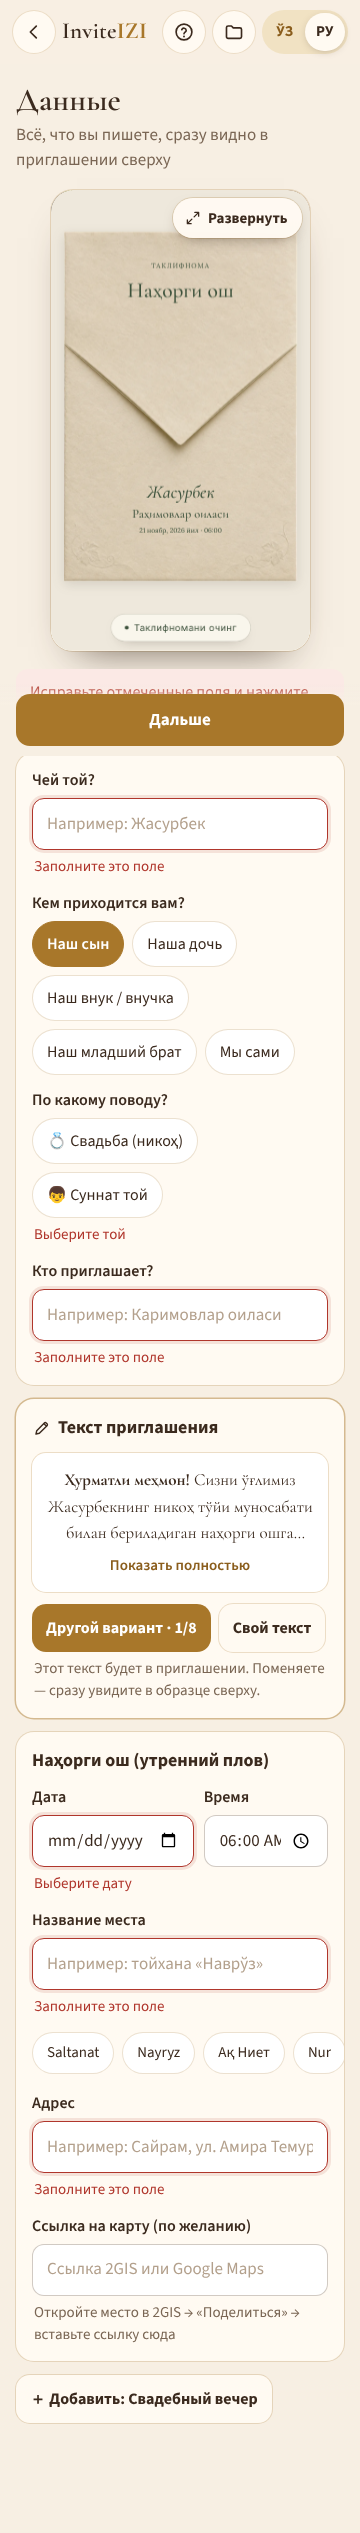 InviteIZI
ЎЗ
РУ
Данные
Всё, что вы пишете, сразу видно в
приглашении сверху
Развернуть
ТАКЛИФНОМА
Наҳорги ош
Жасурбек
Раҳимовлар оиласи
21 ноябр, 2026 йил · 06:00
Таклифномани очинг
Исправьте отмеченные поля и нажмите
Дальше
Чей той?
Например: Жасурбек
Заполните это поле
Кем приходится вам?
Наш сын
Наша дочь
Наш внук / внучка
Наш младший брат
Мы сами
По какому поводу?
💍 Свадьба (никоҳ)
👦 Суннат той
Выберите той
Кто приглашает?
Например: Каримовлар оиласи
Заполните это поле
Текст приглашения
Ҳурматли меҳмон! Сизни ўғлимиз
Жасурбекнинг никоҳ тўйи муносабати
билан бериладиган наҳорги ошга...
Показать полностью
Другой вариант · 1/8
Свой текст
Этот текст будет в приглашении. Поменяете
— сразу увидите в образце сверху.
Наҳорги ош (утренний плов)
Дата
Время
mm/dd/yyyy
06:00 AM
Выберите дату
Название места
Например: тойхана «Наврўз»
Заполните это поле
Saltanat
Nayryz
Ақ Ниет
Nur
Адрес
Например: Сайрам, ул. Амира Темур
Заполните это поле
Ссылка на карту (по желанию)
Ссылка 2GIS или Google Maps
Откройте место в 2GIS → «Поделиться» →
вставьте ссылку сюда
+ Добавить: Свадебный вечер